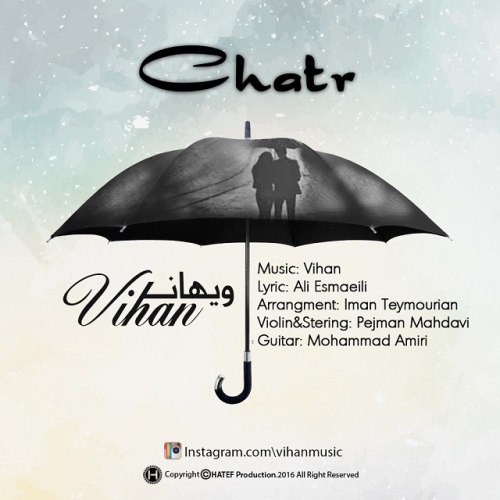 Chatr
ویهان
Vihan
Music: Vihan
Lyric: Ali Esmaeili
Arrangment: Iman Teymourian
Violin&Stering: Pejman Mahdavi
Guitar: Mohammad Amiri
Instagram.com\vihanmusic
H Copyright ©HATEF Production.2016 All Right Reserved